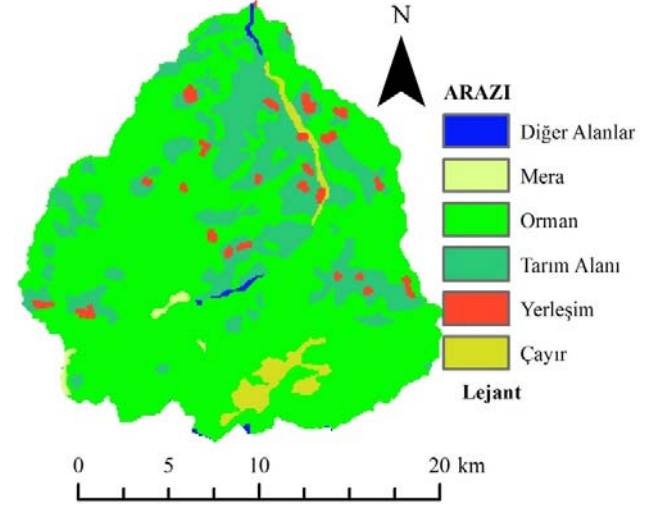 N
ARAZI
Diğer Alanlar
Mera
Orman
Tarım Alanı
Yerleşim
Çayır
Lejant
0 5 10 20 km